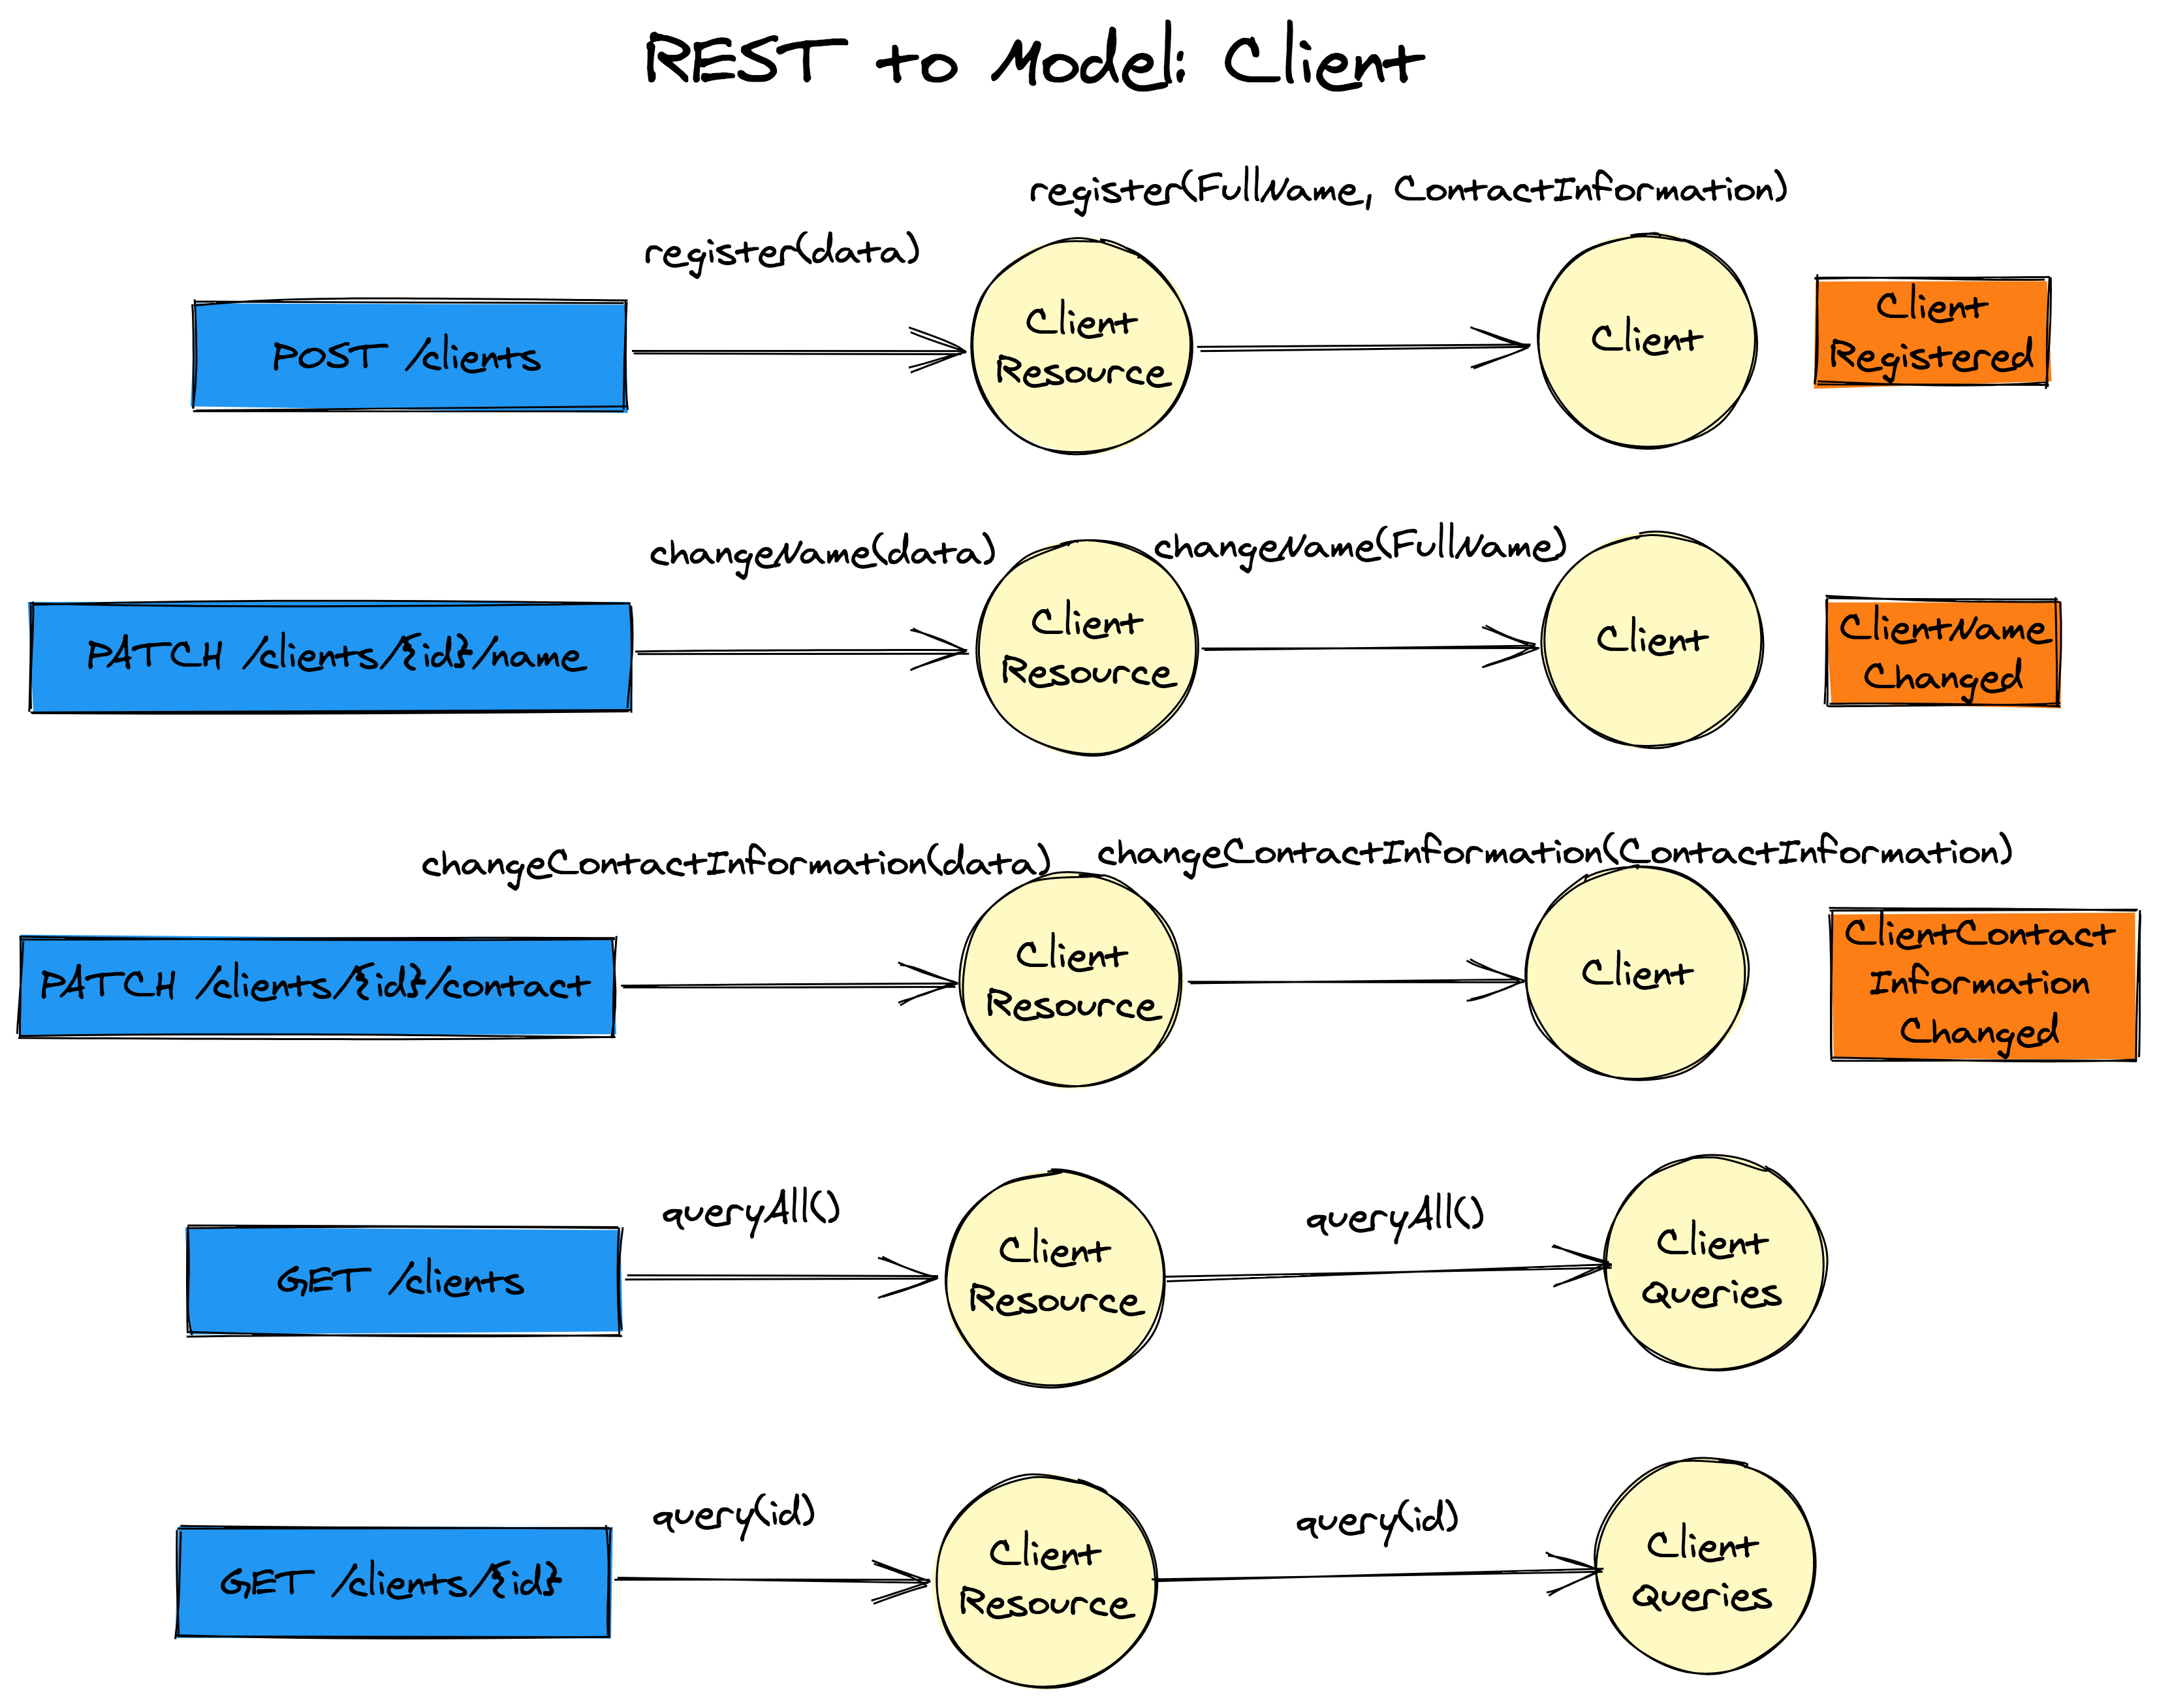 REST to Model: Client
register(FullName, ContactInformation)
register(data)
POST /clients
Client
Resource
Client
Client
Registered
changeName(data)
changeName(FullName)
PATCH /clients/{id}/name
Client
Resource
Client
ClientName
Changed
changeContactInformation(data)
changeContactInformation(ContactInformation)
PATCH /clients/{id}/contact
Client
Resource
Client
ClientContact
Information
Changed
queryAll()
queryAll()
GET /clients
Client
Resource
Client
Queries
query(id)
query(id)
GET /clients/{id}
Client
Resource
Client
Queries